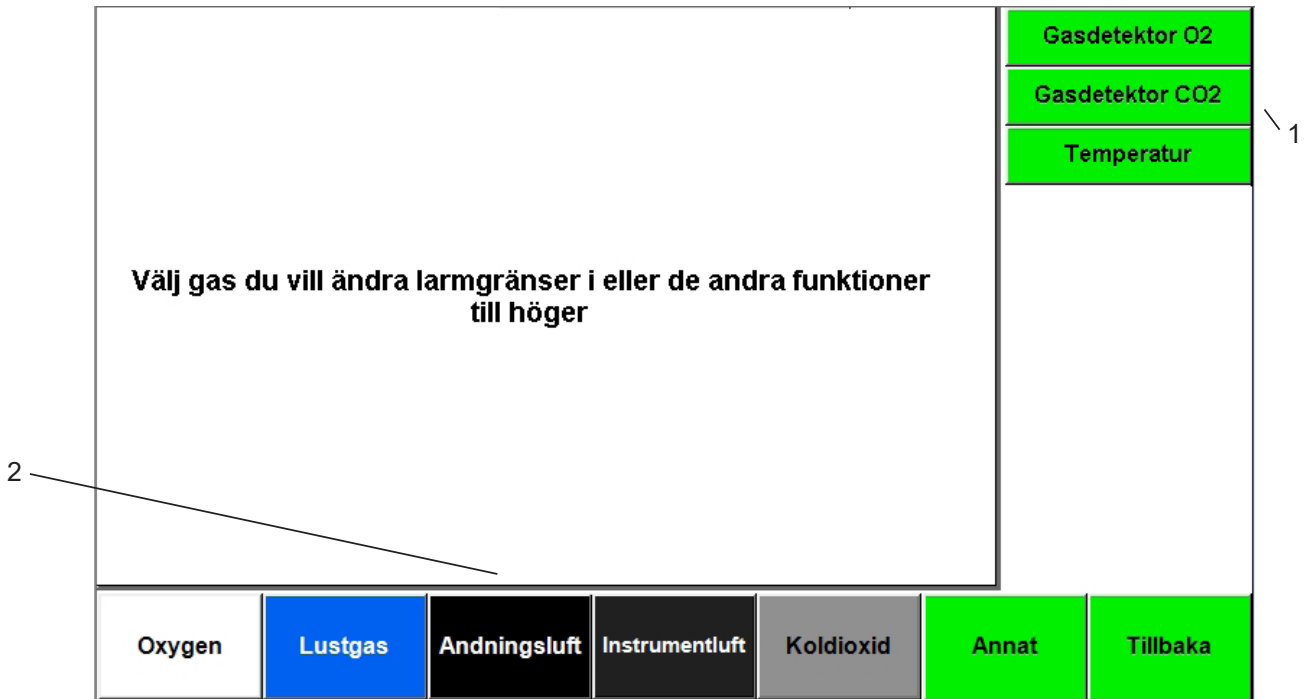 Gasdetektor O2
Gasdetektor CO2
1
Temperatur
Välj gas du vill ändra larmgränser i eller de andra funktioner
till höger
2
Oxygen
Lustgas
Andningsluft
Instrumentluft
Koldioxid
Annat
Tillbaka